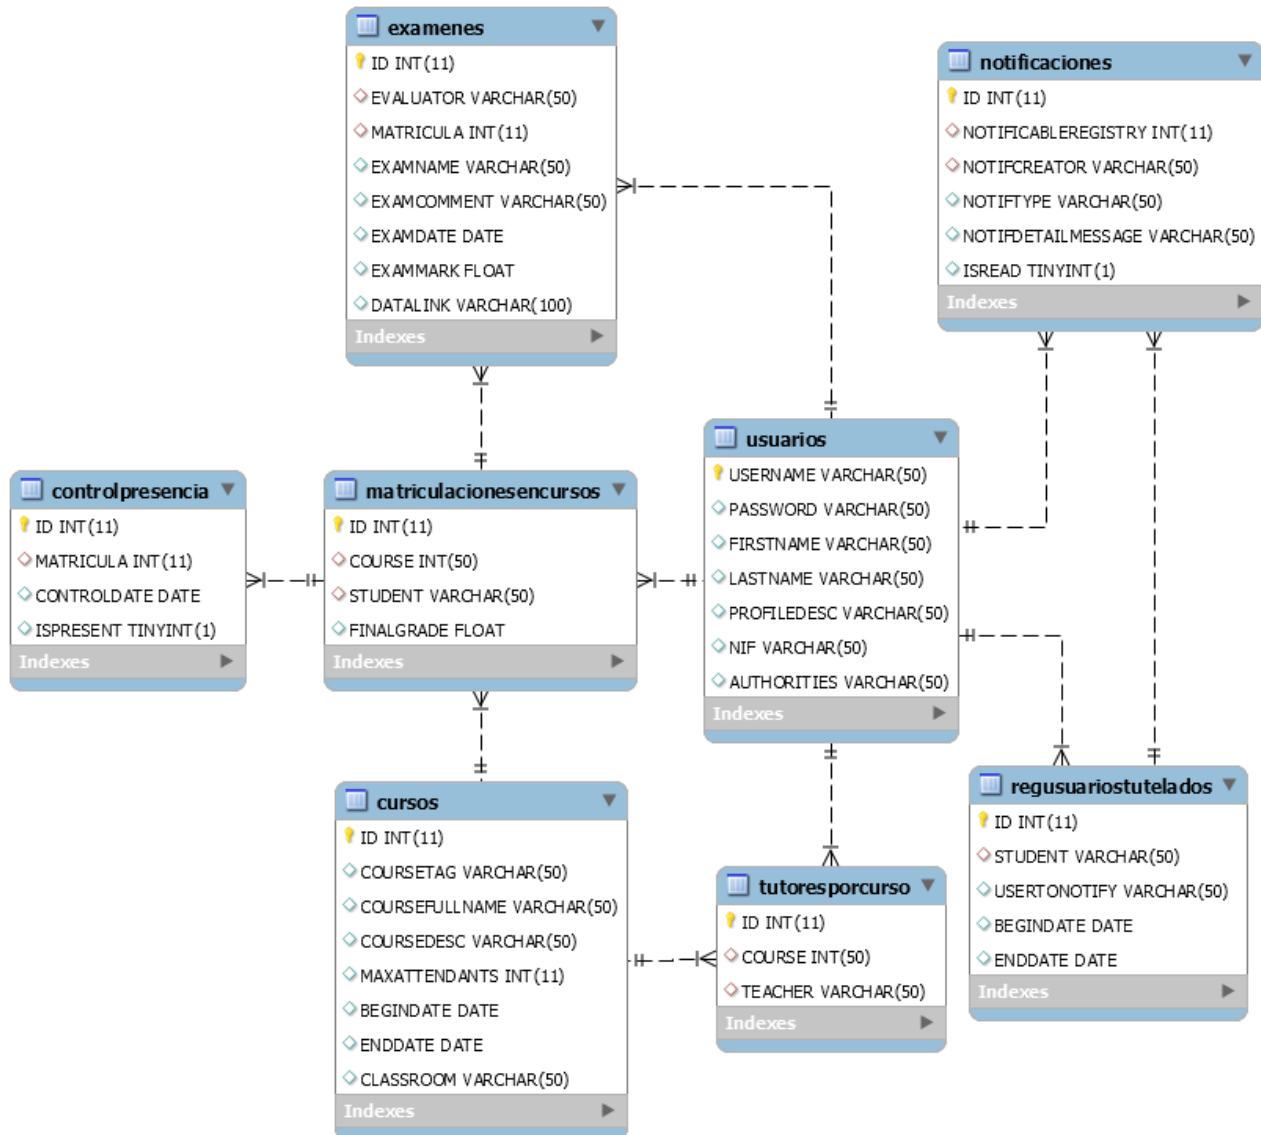 examenes
ID INT(11)
EVALUATOR VARCHAR(50)
MATRICULA INT(11)
EXAMNAME VARCHAR(50)
EXAMCOMMENT VARCHAR(50)
EXAMDATE DATE
EXAMMARK FLOAT
DATALINK VARCHAR(100)
Indexes
notificaciones
ID INT(11)
NOTIFICABLEREGISTRY INT(11)
NOTIFCREATOR VARCHAR(50)
NOTIFTYPE VARCHAR(50)
NOTIFDETAILMESSAGE VARCHAR(50)
ISREAD TINYINT(1)
Indexes
controlpresencia
ID INT(11)
MATRICULA INT(11)
CONTROLDATE DATE
ISPRESENT TINYINT(1)
Indexes
matriculacionesencursos
ID INT(11)
COURSE INT(50)
STUDENT VARCHAR(50)
FINALGRADE FLOAT
Indexes
usuarios
USERNAME VARCHAR(50)
PASSWORD VARCHAR(50)
FIRSTNAME VARCHAR(50)
LASTNAME VARCHAR(50)
PROFILEDESC VARCHAR(50)
NIF VARCHAR(50)
AUTHORITIES VARCHAR(50)
Indexes
cursos
ID INT(11)
COURSETAG VARCHAR(50)
COURSEFULLNAME VARCHAR(50)
COURSEDESC VARCHAR(50)
MAXATTENDANTS INT(11)
BEGINDATE DATE
ENDDATE DATE
CLASSROOM VARCHAR(50)
Indexes
tutoresporcurso
ID INT(11)
COURSE INT(50)
TEACHER VARCHAR(50)
Indexes
regusuariostutelados
ID INT(11)
STUDENT VARCHAR(50)
USERTONOTIFY VARCHAR(50)
BEGINDATE DATE
ENDDATE DATE
Indexes